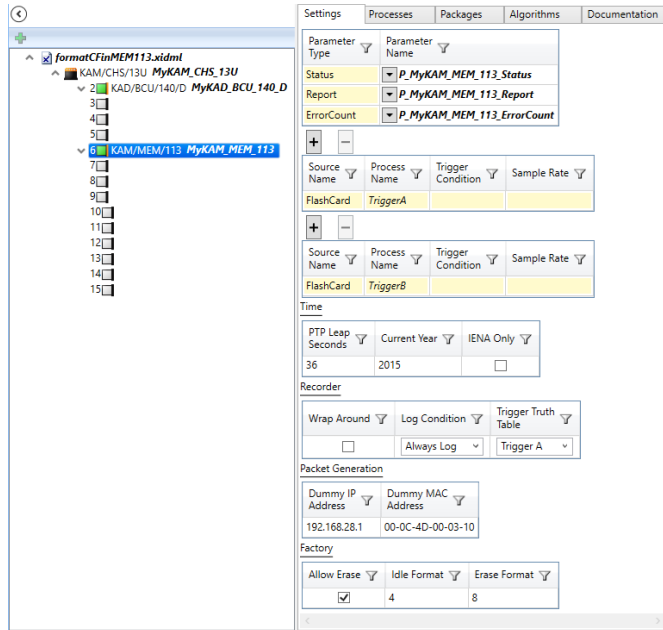 formatCFinMEM113.xidml
KAM/CHS/13U MyKAM_CHS_13U
2 KAD/BCU/140/D MyKAD_BCU_140_D
3
4
5
6 KAM/MEM/113 MyKAM_MEM_113
7
8
9
10
11
12
13
14
15
Settings Processes Packages Algorithms Documentation
Parameter Type Parameter Name
Status P_MyKAM_MEM_113_Status
Report P_MyKAM_MEM_113_Report
ErrorCount P_MyKAM_MEM_113_ErrorCount
+ −
Source Name Process Name Trigger Condition Sample Rate
FlashCard TriggerA
+ −
Source Name Process Name Trigger Condition Sample Rate
FlashCard TriggerB
Time
PTP Leap Seconds Current Year IENA Only
36 2015
Recorder
Wrap Around Log Condition Trigger Truth Table
Always Log Trigger A
Packet Generation
Dummy IP Address Dummy MAC Address
192.168.28.1 00-0C-4D-00-03-10
Factory
Allow Erase Idle Format Erase Format
4 8